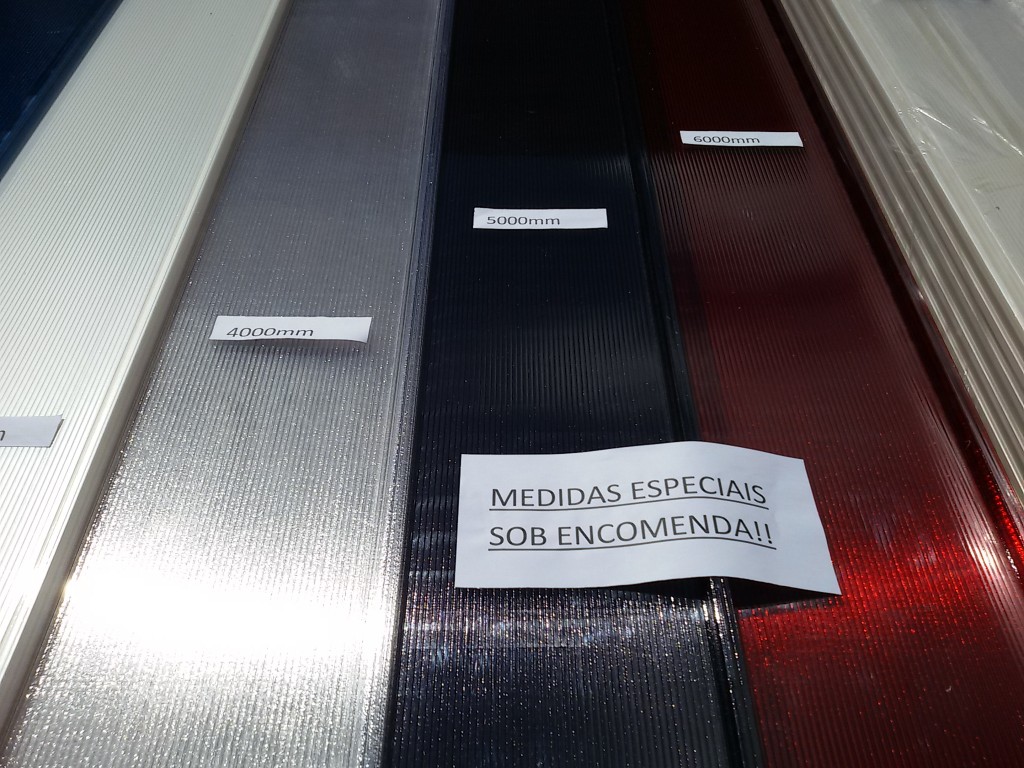 6000mm
5000mm
4000mm
MEDIDAS ESPECIAIS
SOB ENCOMENDA!!